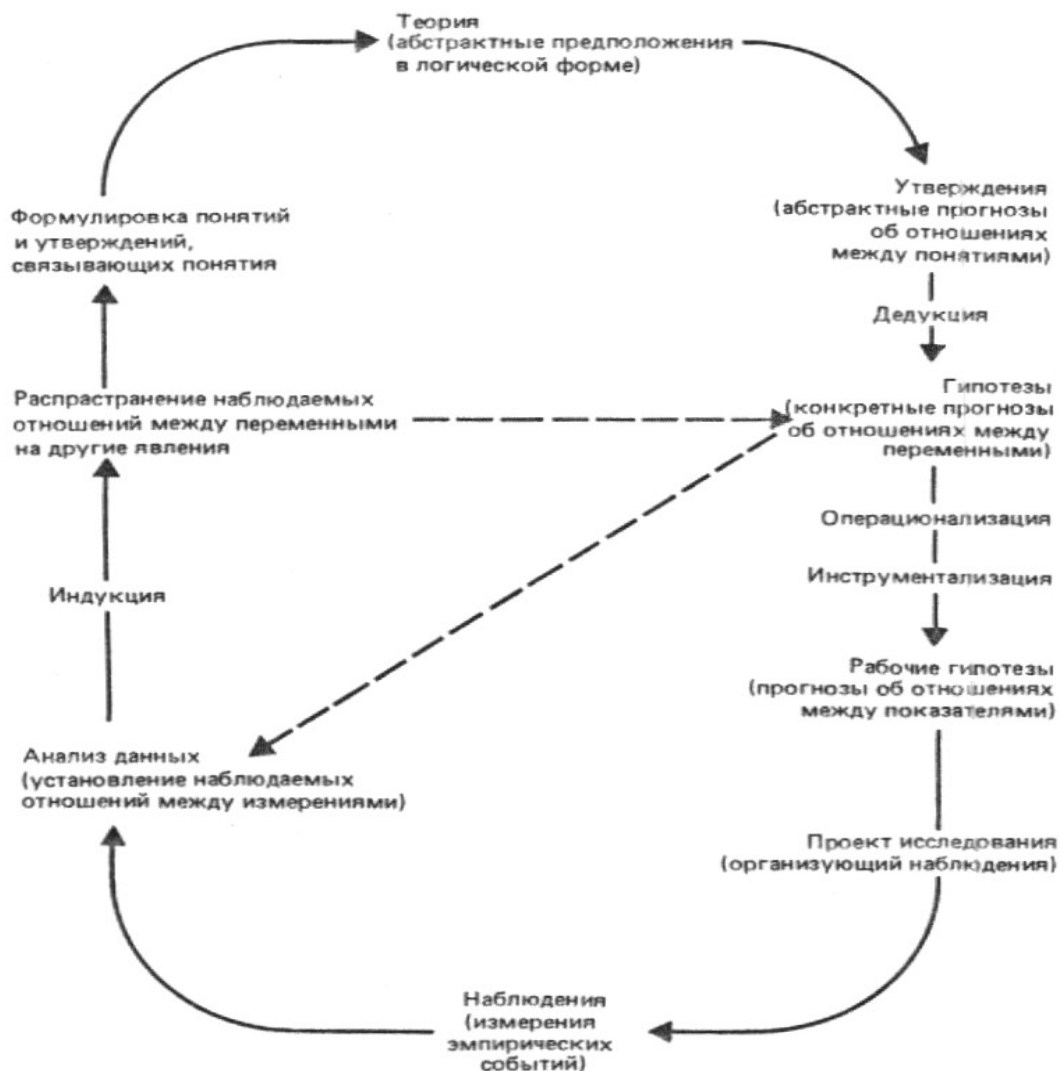 Теория
(абстрактные предположения
в логической форме)
Утверждения
(абстрактные прогнозы
об отношениях
между понятиями)
Дедукция
Гипотезы
(конкретные прогнозы
об отношениях между
переменными)
Операционализация
Инструментализация
Рабочие гипотезы
(прогнозы об отношениях
между показателями)
Проект исследования
(организующий наблюдения)
Наблюдения
(измерения
эмпирических
событий)
Анализ данных
(установление наблюдаемых
отношений между измерениями)
Индукция
Распрастранение наблюдаемых
отношений между переменными
на другие явления
Формулировка понятий
и утверждений,
связывающих понятия